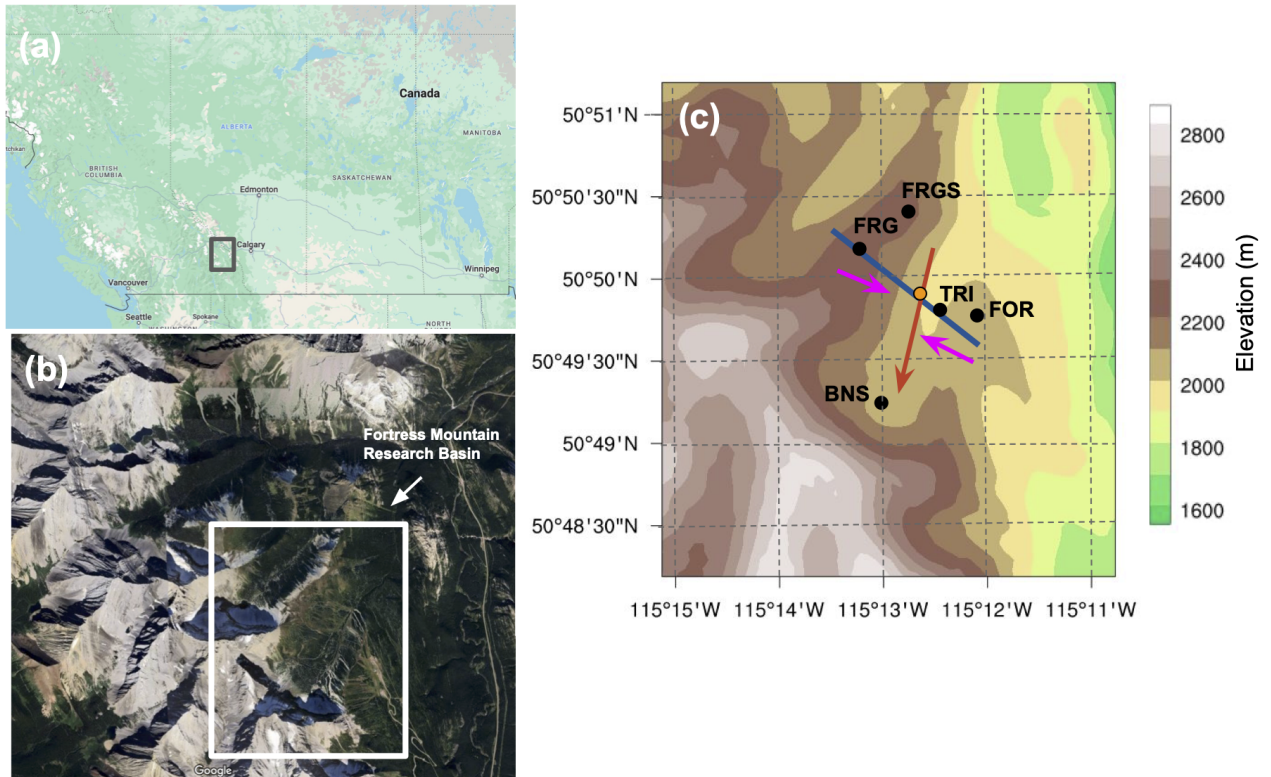 (a)
Canada
ALBERTA
MANITOBA
BRITISH
COLUMBIA
SASKATCHEWAN
Edmonton
Calgary
Vancouver
Winnipeg
Seattle
Spokane
NORTH
(b)
Fortress Mountain
Research Basin
Google
(c)
50°51'N
50°50'30"N
50°50'N
50°49'30"N
50°49'N
50°48'30"N
FRGS
FRG
TRI
FOR
BNS
115°15'W 115°14'W 115°13'W 115°12'W 115°11'W
2800
2600
2400
2200
2000
1800
1600
Elevation (m)